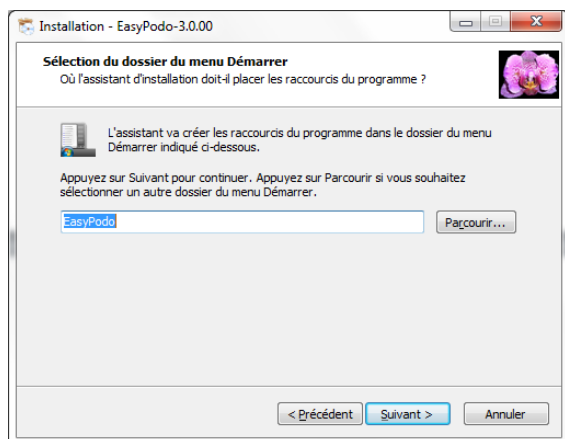 Installation - EasyPodo-3.0.00
Sélection du dossier du menu Démarrer
Où l'assistant d'installation doit-il placer les raccourcis du programme ?
L'assistant va créer les raccourcis du programme dans le dossier du menu
Démarrer indiqué ci-dessous.
Appuyez sur Suivant pour continuer. Appuyez sur Parcourir si vous souhaitez
sélectionner un autre dossier du menu Démarrer.
EasyPodo
Parcourir...
< Précédent
Suivant >
Annuler